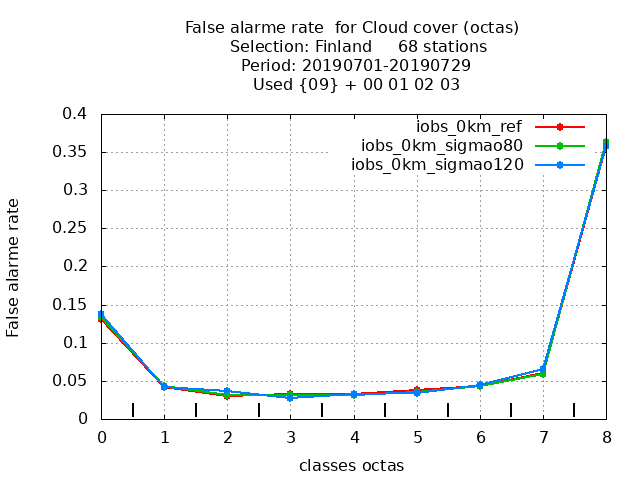 False alarme rate  for Cloud cover (octas)
Selection: Finland     68 stations
Period: 20190701-20190729
Used {09} + 00 01 02 03
iobs_0km_ref
iobs_0km_sigmao80
iobs_0km_sigmao120
False alarme rate
0.4
0.35
0.3
0.25
0.2
0.15
0.1
0.05
0
0 1 2 3 4 5 6 7 8
classes octas